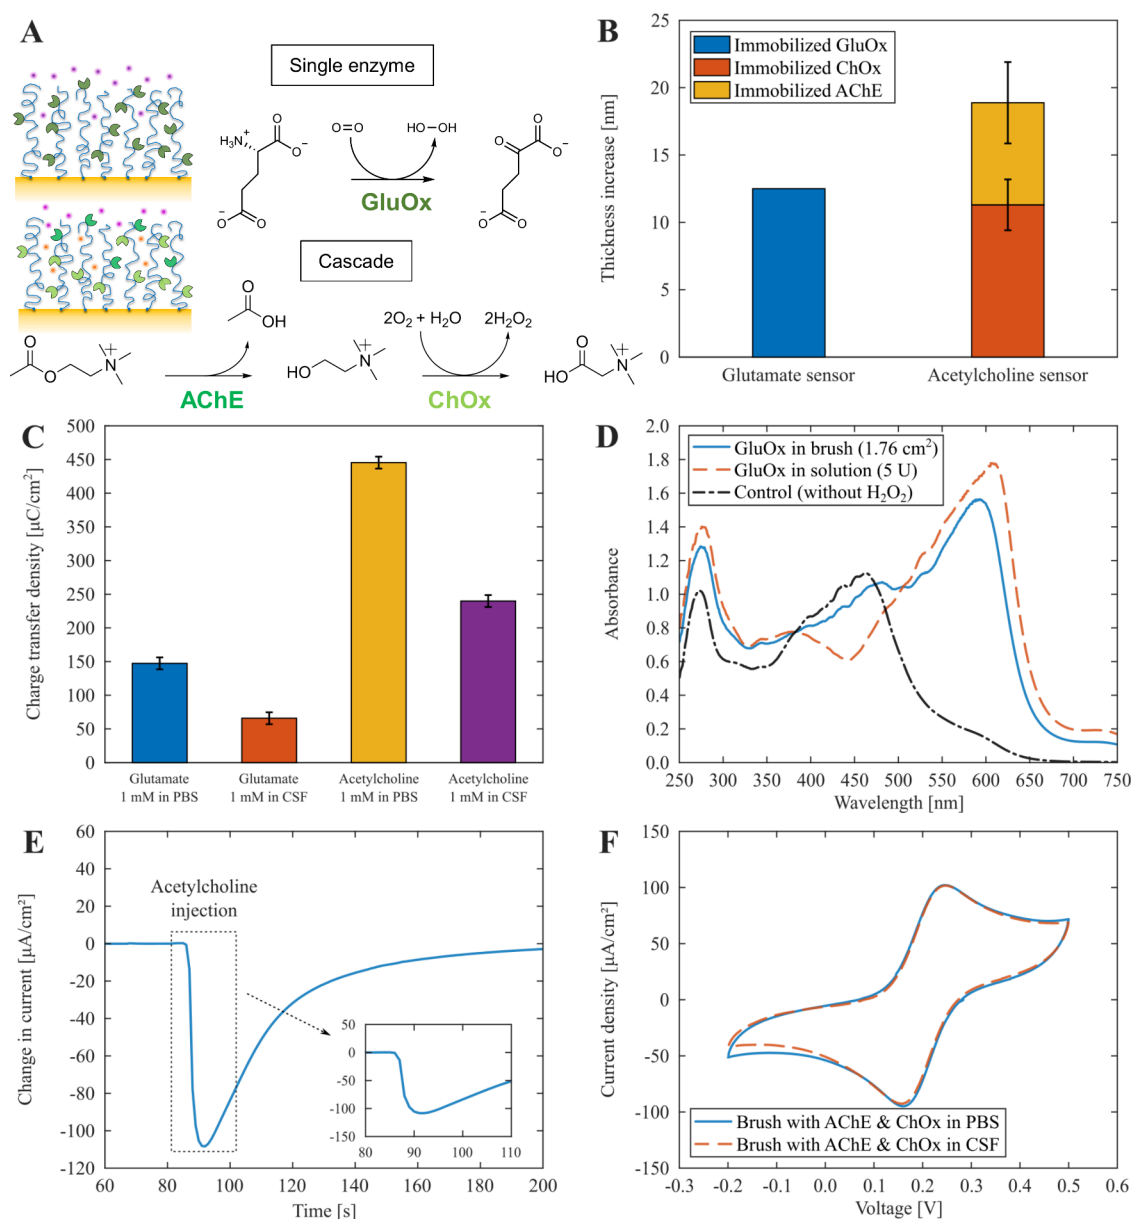 A
Single enzyme
H₃N⁺
O
O⁻
O=O
HO—OH
O
O
O⁻
⁻O
O
GluOx
⁻O
O
Cascade
O
OH
2O₂ + H₂O
2H₂O₂
O
O
N⁺
HO
N⁺
O
HO
N⁺
AChE
ChOx
B
Thickness increase [nm]
25
20
15
10
5
0
Immobilized GluOx
Immobilized ChOx
Immobilized AChE
Glutamate sensor
Acetylcholine sensor
C
Charge transfer density [µC/cm²]
500
450
400
350
300
250
200
150
100
50
0
Glutamate
1 mM in PBS
Glutamate
1 mM in CSF
Acetylcholine
1 mM in PBS
Acetylcholine
1 mM in CSF
D
Absorbance
2.0
1.8
1.6
1.4
1.2
1.0
0.8
0.6
0.4
0.2
0.0
GluOx in brush (1.76 cm²)
GluOx in solution (5 U)
Control (without H₂O₂)
250 300 350 400 450 500 550 600 650 700 750
Wavelength [nm]
E
Change in current [µA/cm²]
60
40
20
0
-20
-40
-60
-80
-100
-120
Acetylcholine
injection
50
0
-50
-100
-150
80 90 100 110
60 80 100 120 140 160 180 200
Time [s]
F
Current density [µA/cm²]
150
100
50
0
-50
-100
-150
Brush with AChE & ChOx in PBS
Brush with AChE & ChOx in CSF
-0.3 -0.2 -0.1 0.0 0.1 0.2 0.3 0.4 0.5 0.6
Voltage [V]